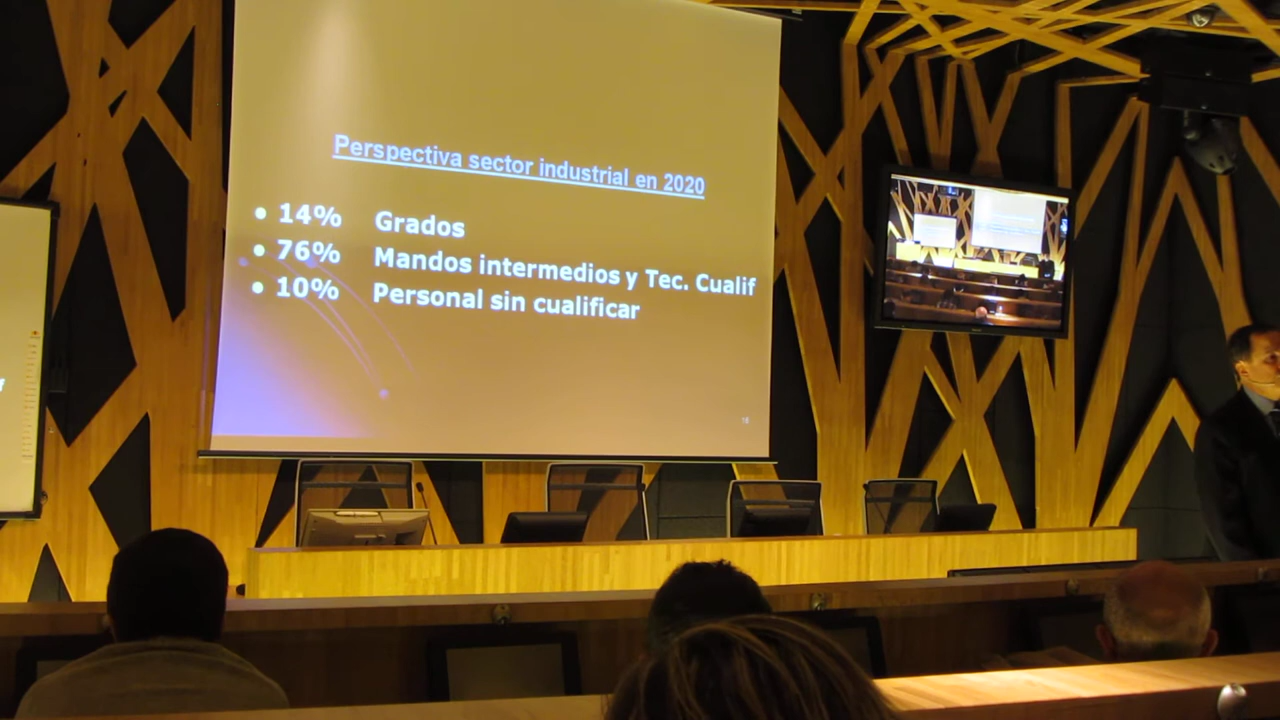 Perspectiva sector industrial en 2020
• 14% Grados
• 76% Mandos intermedios y Tec. Cualif
• 10% Personal sin cualificar